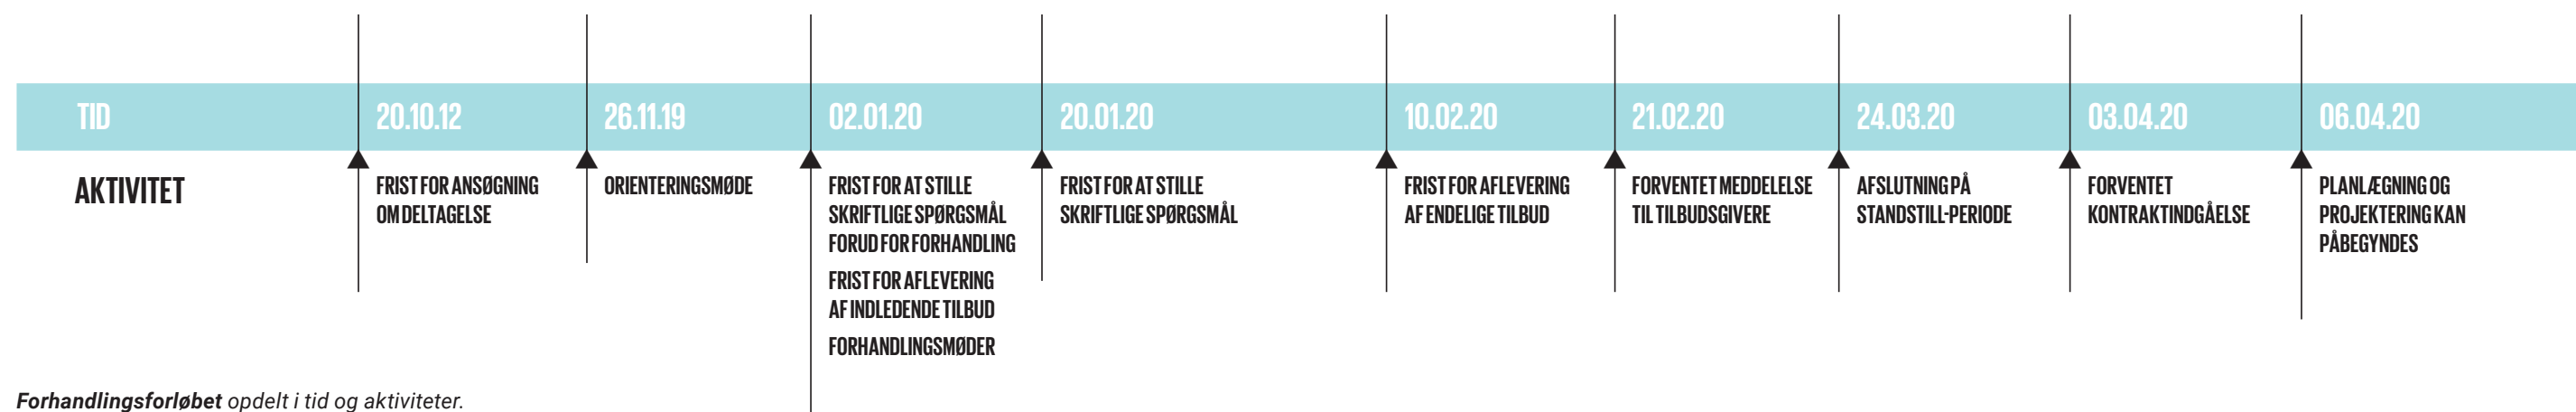 TID
20.10.12
26.11.19
02.01.20
20.01.20
10.02.20
21.02.20
24.03.20
03.04.20
06.04.20
AKTIVITET
FRIST FOR ANSØGNING
OM DELTAGELSE
ORIENTERINGSMØDE
FRIST FOR AT STILLE
SKRIFTLIGE SPØRGSMÅL
FORUD FOR FORHANDLING
FRIST FOR AFLEVERING
AF INDLEDENDE TILBUD
FORHANDLINGSMØDER
FRIST FOR AT STILLE
SKRIFTLIGE SPØRGSMÅL
FRIST FOR AFLEVERING
AF ENDELIGE TILBUD
FORVENTET MEDDELELSE
TIL TILBUDSGIVERE
AFSLUTNING PÅ
STANDSTILL-PERIODE
FORVENTET
KONTRAKTINDGÅELSE
PLANLÆGNING OG
PROJEKTERING KAN
PÅBEGYNDES
Forhandlingsforløbet opdelt i tid og aktiviteter.